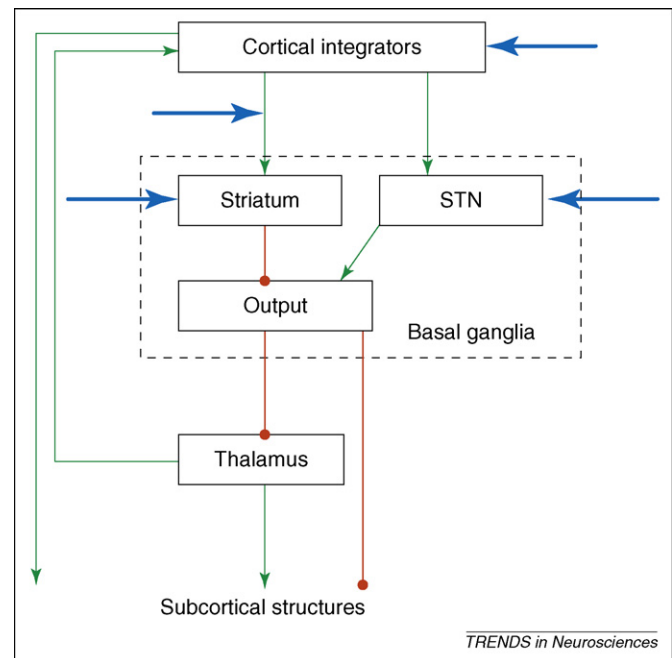 Cortical integrators
Striatum
STN
Output
Basal ganglia
Thalamus
Subcortical structures
TRENDS in Neurosciences